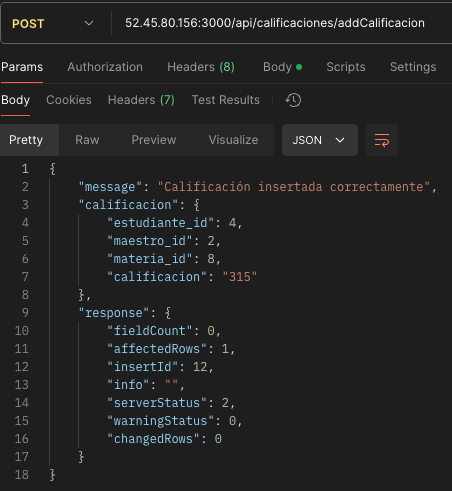 POST 52.45.80.156:3000/api/calificaciones/addCalificacion
Params Authorization Headers (8) Body Scripts Settings
Body Cookies Headers (7) Test Results
Pretty Raw Preview Visualize JSON
1 {
2 "message": "Calificación insertada correctamente",
3 "calificacion": {
4 "estudiante_id": 4,
5 "maestro_id": 2,
6 "materia_id": 8,
7 "calificacion": "315"
8 },
9 "response": {
10 "fieldCount": 0,
11 "affectedRows": 1,
12 "insertId": 12,
13 "info": "",
14 "serverStatus": 2,
15 "warningStatus": 0,
16 "changedRows": 0
17 }
18 }